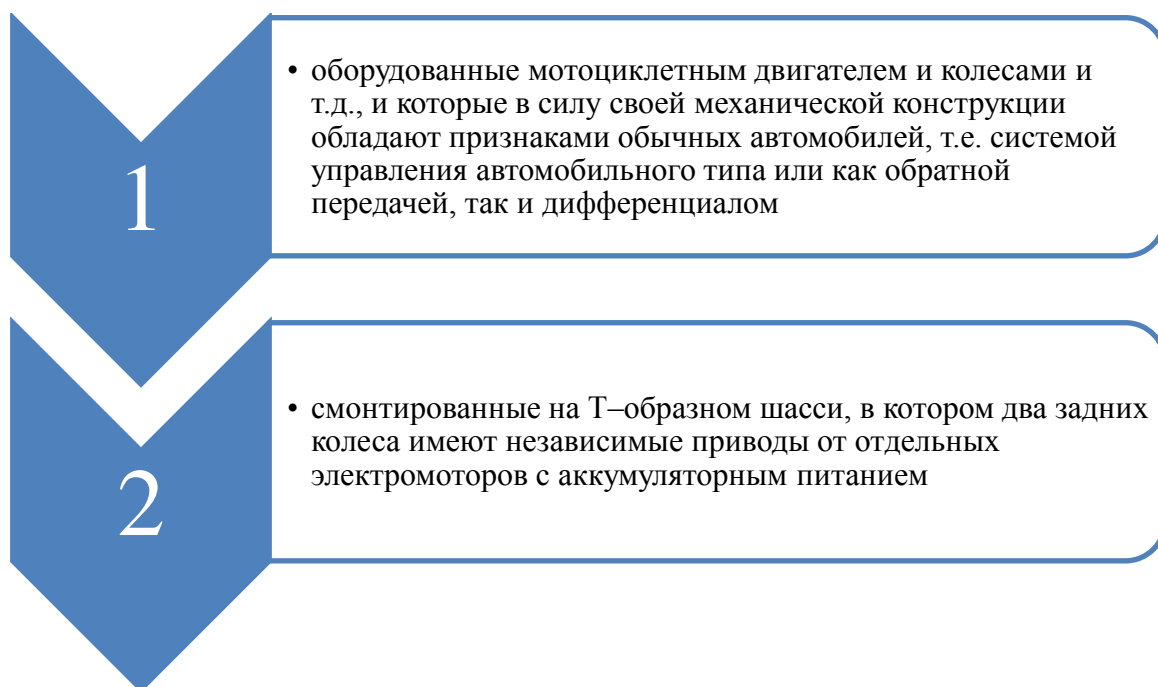 1
• оборудованные мотоциклетным двигателем и колесами и
т.д., и которые в силу своей механической конструкции
обладают признаками обычных автомобилей, т.е. системой
управления автомобильного типа или как обратной
передачей, так и дифференциалом
2
• смонтированные на Т–образном шасси, в котором два задних
колеса имеют независимые приводы от отдельных
электромоторов с аккумуляторным питанием